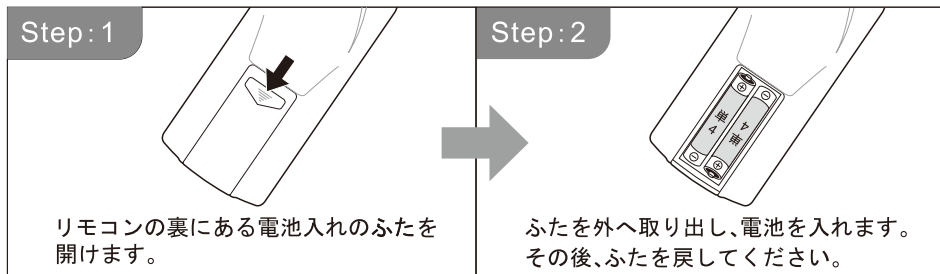 Step:1
リモコンの裏にある電池入れのふたを
開けます。
Step:2
単4
単4
ふたを外へ取り出し、電池を入れます。
その後、ふたを戻してください。